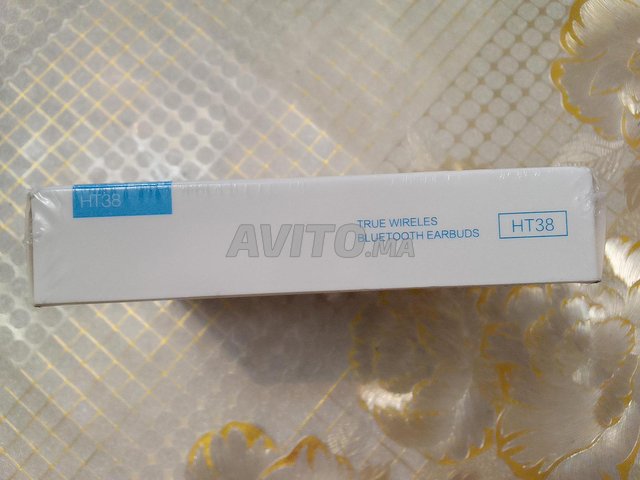 HT38
TRUE WIRELES
BLUETOOTH EARBUDS
HT38
AVITO.MA